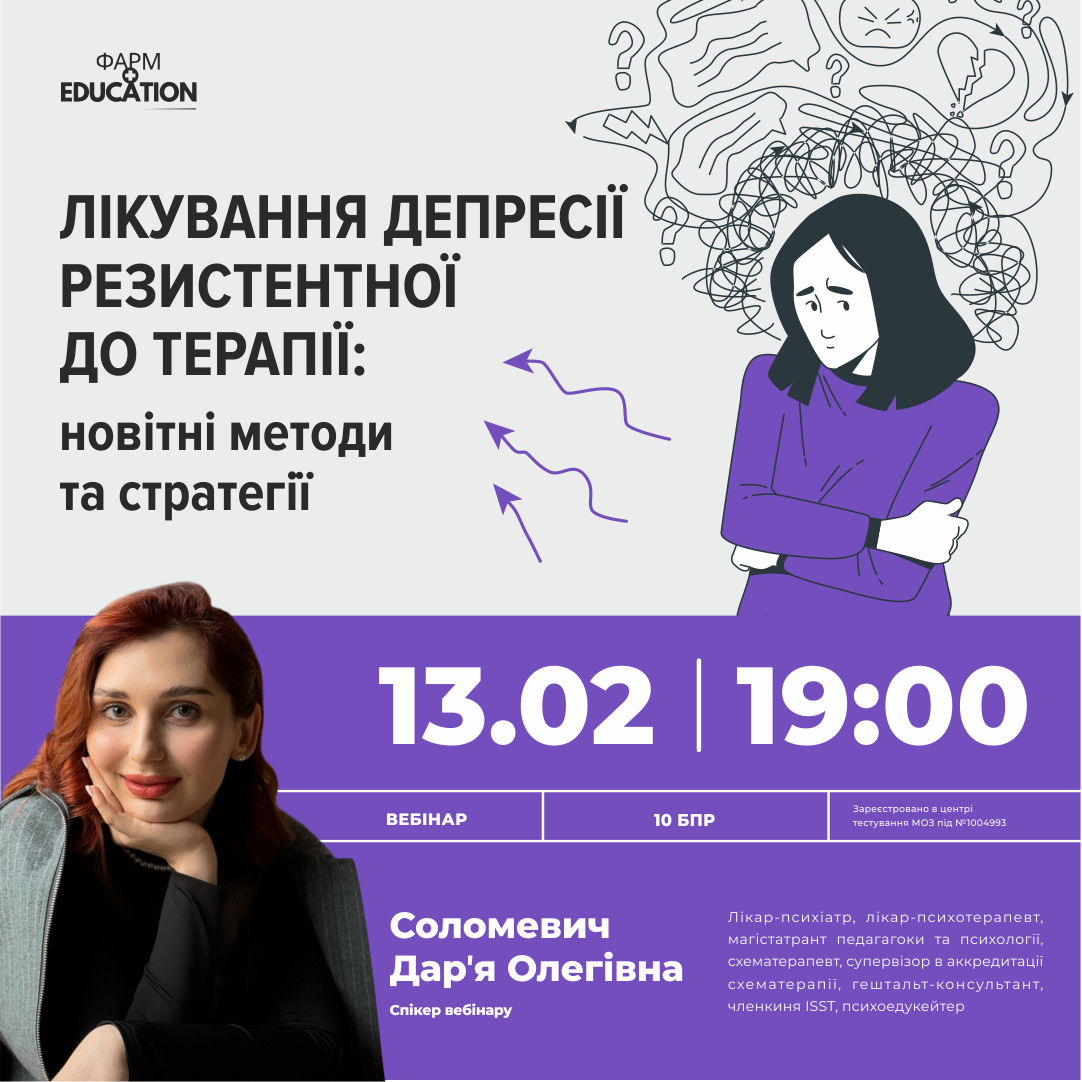 ФАРМ
EDUCATION
ЛІКУВАННЯ ДЕПРЕСІЇ
РЕЗИСТЕНТНОЇ
ДО ТЕРАПІЇ:
новітні методи
та стратегії
13.02 | 19:00
ВЕБІНАР
10 БПР
Зареєстровано в центрі
тестування МОЗ під №1004993
Соломевич
Дар'я Олегівна
Спікер вебінару
Лікар-психіатр, лікар-психотерапевт,
магістатрант педагагоки та психології,
схематерапевт, супервізор в аккредитації
схематерапії, гештальт-консультант,
членкиня ISST, психоедукейтер